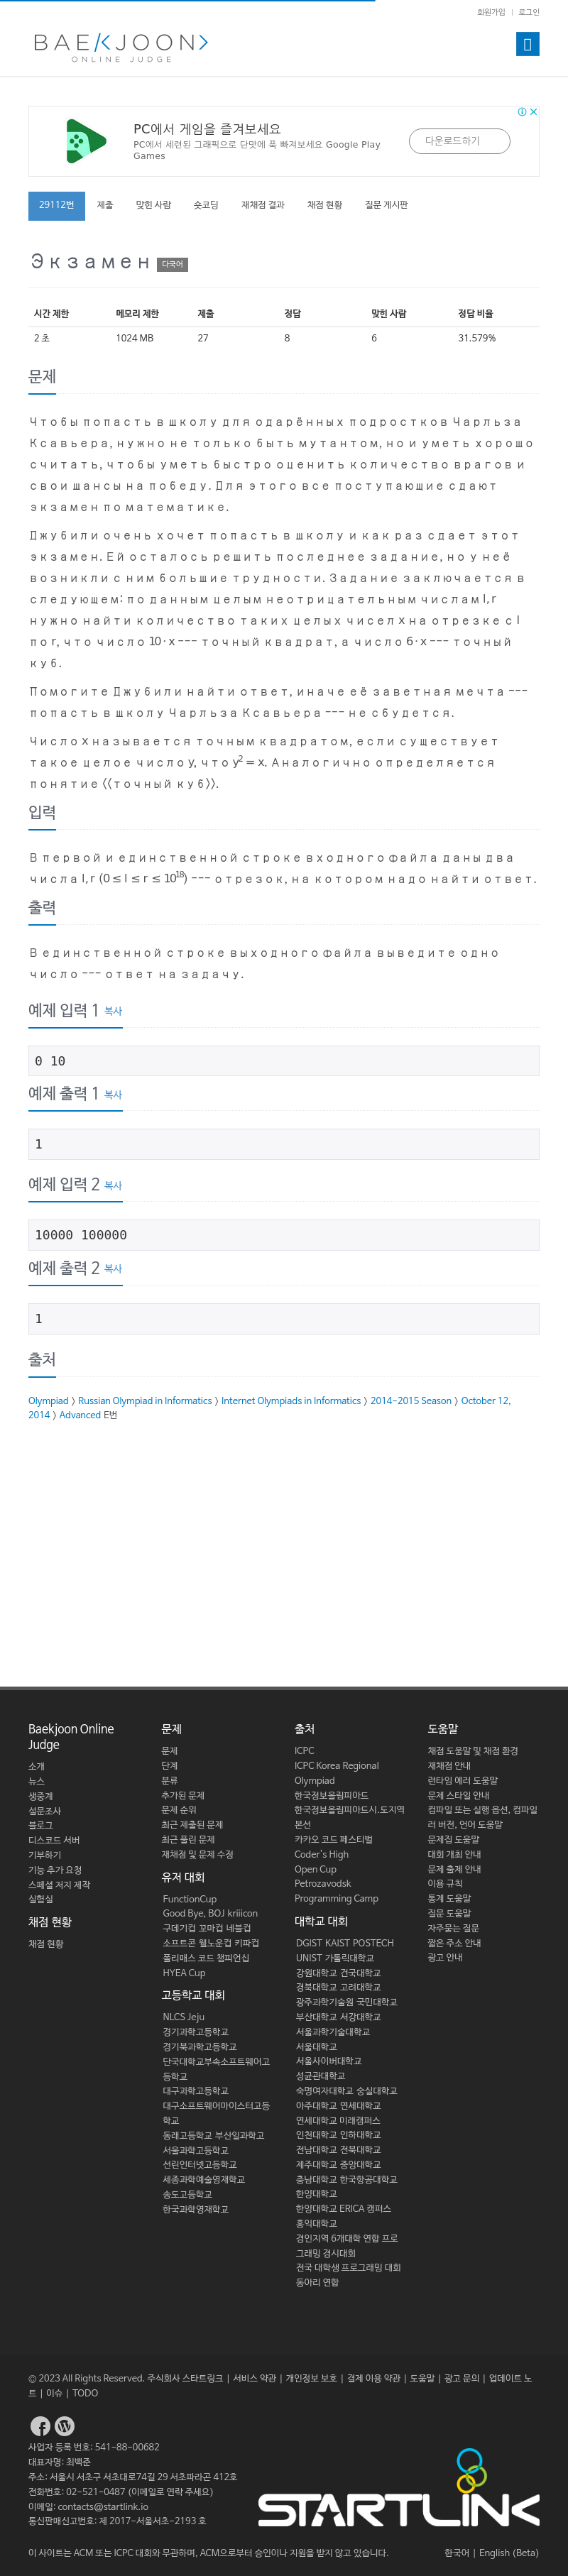 회원가입 | 로그인
BAEKJOON>
ONLINE JUDGE
PC에서 게임을 즐겨보세요
PC에서 세련된 그래픽으로 단맛에 푹 빠져보세요 Google Play Games
다운로드하기
29112번 제출 맞힌 사람 숏코딩 재채점 결과 채점 현황 질문 게시판
Экзамен 다국어
시간 제한 메모리 제한 제출 정답 맞힌 사람 정답 비율
2 초 1024 MB 27 8 6 31.579%
문제
Чтобы попасть в школу для одарённых подростков Чарльза
Ксавьера, нужно не только быть мутантом, но и уметь хорошо
считать, чтобы уметь быстро оценить количество врагов и
свои шансы на победу. Для этого все поступающие сдают
экзамен по математике.
Джубили очень хочет попасть в школу и как раз сдает этот
экзамен. Ей осталось решить последнее задание, но у неё
возникли с ним большие трудности. Задание заключается в
следующем: по данным целым неотрицательным числам l, r
нужно найти количество таких целых чисел x на отрезке с l
по r, что число 10 · x --- точный квадрат, а число 6 · x --- точный
куб.
Помогите Джубили найти ответ, иначе её заветная мечта ---
попасть в школу Чарльза Ксавьера --- не сбудется.
Число x называется точным квадратом, если существует
такое целое число y, что y² = x. Аналогично определяется
понятие <<точный куб>>.
입력
В первой и единственной строке входного файла даны два
числа l, r (0 ≤ l ≤ r ≤ 10¹⁸) --- отрезок, на котором надо найти ответ.
출력
В единственной строке выходного файла выведите одно
число --- ответ на задачу.
예제 입력 1 복사
0 10
예제 출력 1 복사
1
예제 입력 2 복사
10000 100000
예제 출력 2 복사
1
출처
Olympiad > Russian Olympiad in Informatics > Internet Olympiads in Informatics > 2014-2015 Season > October 12,
2014 > Advanced E번
Baekjoon Online
Judge
소개
뉴스
생중계
설문조사
블로그
디스코드 서버
기부하기
기능 추가 요청
스페셜 저지 제작
실험실
채점 현황
채점 현황
문제
문제
단계
분류
추가된 문제
문제 순위
최근 제출된 문제
최근 풀린 문제
재채점 및 문제 수정
유저 대회
FunctionCup
Good Bye, BOJ kriiicon
구데기컵 꼬마컵 네블컵
소프트콘 웰노운컵 키파컵
폴리매스 코드 챔피언십
HYEA Cup
고등학교 대회
NLCS Jeju
경기과학고등학교
경기북과학고등학교
단국대학교부속소프트웨어고
등학교
대구과학고등학교
대구소프트웨어마이스터고등
학교
동래고등학교 부산일과학고
서울과학고등학교
선린인터넷고등학교
세종과학예술영재학교
송도고등학교
한국과학영재학교
출처
ICPC
ICPC Korea Regional
Olympiad
한국정보올림피아드
한국정보올림피아드시.도지역
본선
카카오 코드 페스티벌
Coder's High
Open Cup
Petrozavodsk
Programming Camp
대학교 대회
DGIST KAIST POSTECH
UNIST 가톨릭대학교
강원대학교 건국대학교
경북대학교 고려대학교
광주과학기술원 국민대학교
부산대학교 서강대학교
서울과학기술대학교
서울대학교
서울사이버대학교
성균관대학교
숙명여자대학교 숭실대학교
아주대학교 연세대학교
연세대학교 미래캠퍼스
인천대학교 인하대학교
전남대학교 전북대학교
제주대학교 중앙대학교
충남대학교 한국항공대학교
한양대학교
한양대학교 ERICA 캠퍼스
홍익대학교
경인지역 6개대학 연합 프로
그래밍 경시대회
전국 대학생 프로그래밍 대회
동아리 연합
도움말
채점 도움말 및 채점 환경
재채점 안내
런타임 에러 도움말
문제 스타일 안내
컴파일 또는 실행 옵션, 컴파일
러 버전, 언어 도움말
문제집 도움말
대회 개최 안내
문제 출제 안내
이용 규칙
통계 도움말
질문 도움말
자주묻는 질문
짧은 주소 안내
광고 안내
© 2023 All Rights Reserved. 주식회사 스타트링크 | 서비스 약관 | 개인정보 보호 | 결제 이용 약관 | 도움말 | 광고 문의 | 업데이트 노
트 | 이슈 | TODO
사업자 등록 번호: 541-88-00682
대표자명: 최백준
주소: 서울시 서초구 서초대로74길 29 서초파라곤 412호
전화번호: 02-521-0487 (이메일로 연락 주세요)
이메일: contacts@startlink.io
통신판매신고번호: 제 2017-서울서초-2193 호
STARTLINK
이 사이트는 ACM 또는 ICPC 대회와 무관하며, ACM으로부터 승인이나 지원을 받지 않고 있습니다.
한국어 | English (Beta)